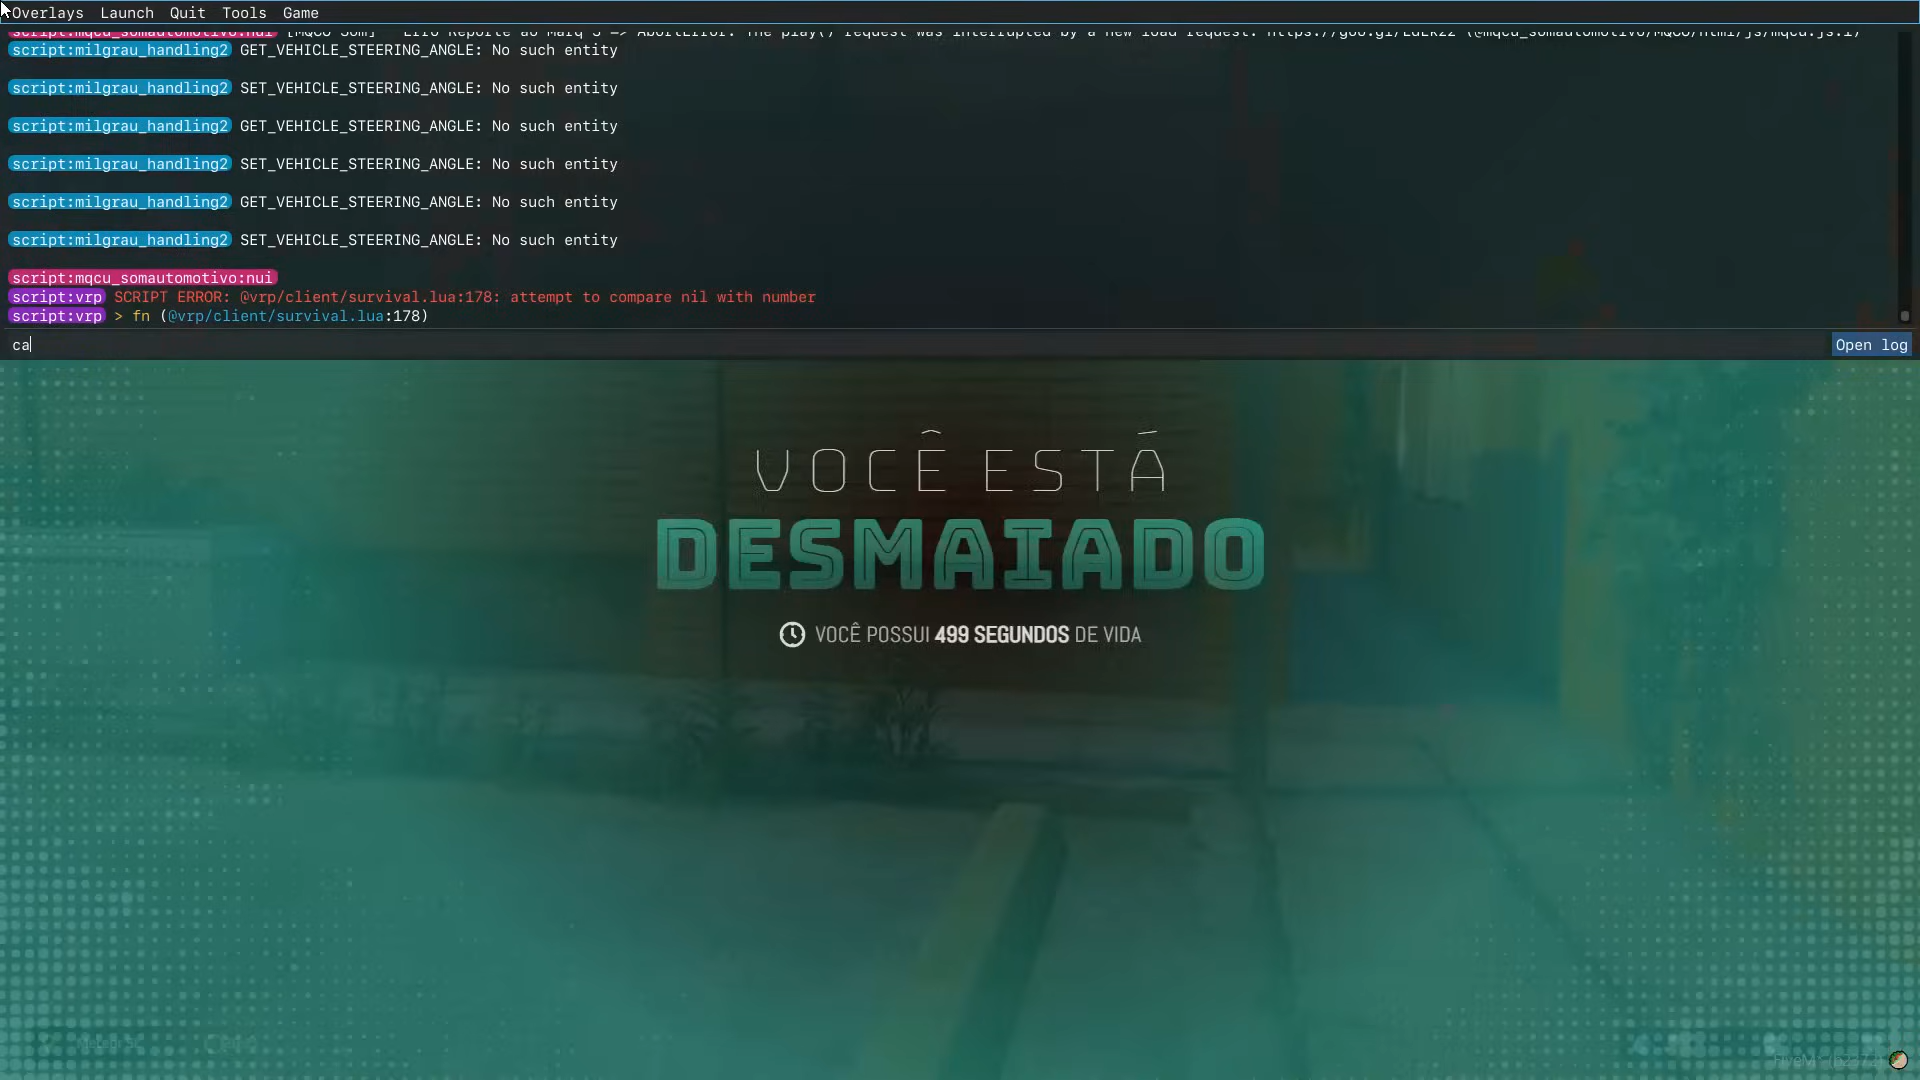 Overlays Launch Quit Tools Game
script:milgrau_handling2 GET_VEHICLE_STEERING_ANGLE: No such entity
script:milgrau_handling2 SET_VEHICLE_STEERING_ANGLE: No such entity
script:milgrau_handling2 GET_VEHICLE_STEERING_ANGLE: No such entity
script:milgrau_handling2 SET_VEHICLE_STEERING_ANGLE: No such entity
script:milgrau_handling2 GET_VEHICLE_STEERING_ANGLE: No such entity
script:milgrau_handling2 SET_VEHICLE_STEERING_ANGLE: No such entity
script:mqcu_somautomotivo:nui
script:vrp SCRIPT ERROR: @vrp/client/survival.lua:178: attempt to compare nil with number
script:vrp > fn (@vrp/client/survival.lua:178)
ca Open log
VOCÊ ESTÁ
DESMAIADO
VOCÊ POSSUI 499 SEGUNDOS DE VIDA